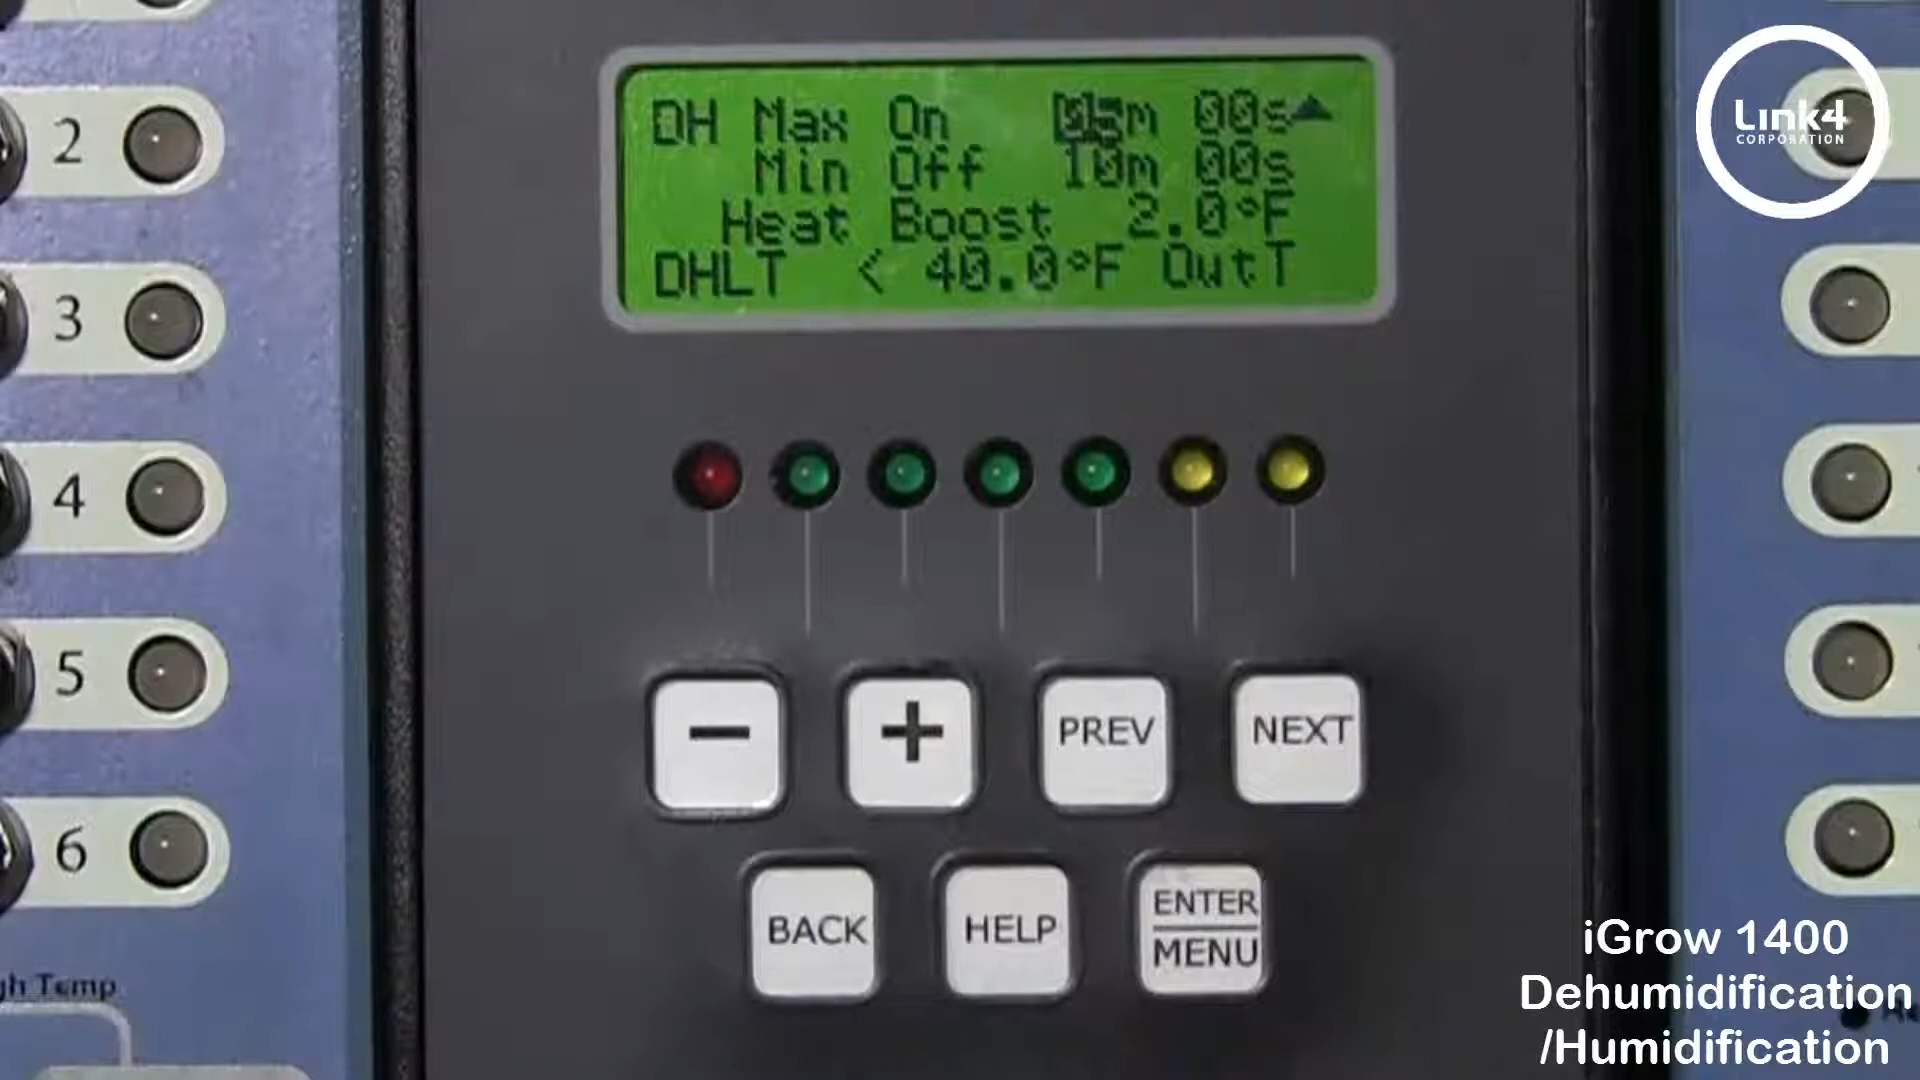 DH Max On 05m 00s
Min Off 10m 00s
Heat Boost 2.0°F
DHLT < 40.0°F OutT
Link4
CORPORATION
2
3
4
5
6
− + PREV NEXT
BACK HELP ENTER
MENU
Temp
iGrow 1400
Dehumidification
/Humidification